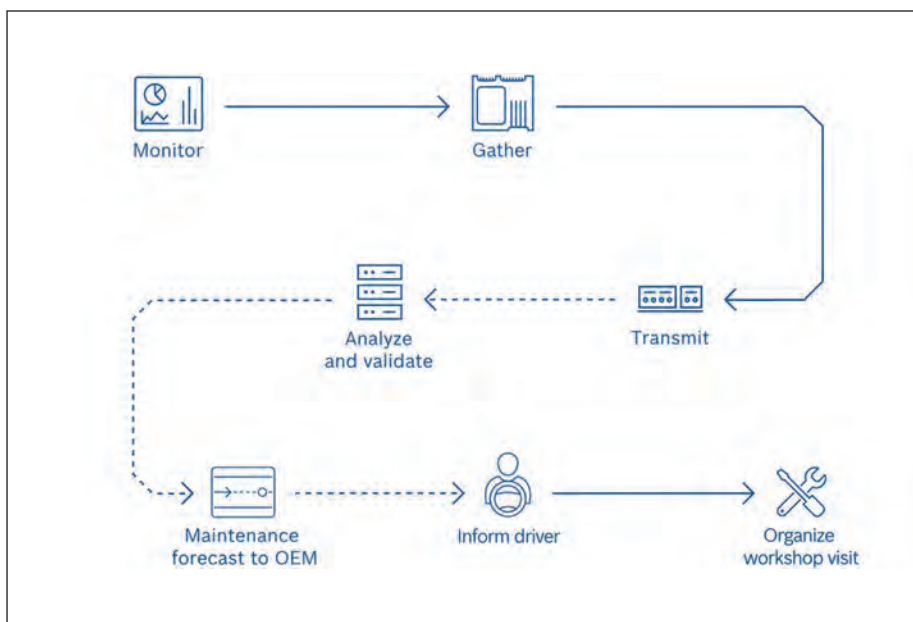 Monitor
Gather
Analyze
and validate
Transmit
Maintenance
forecast to OEM
Inform driver
Organize
workshop visit